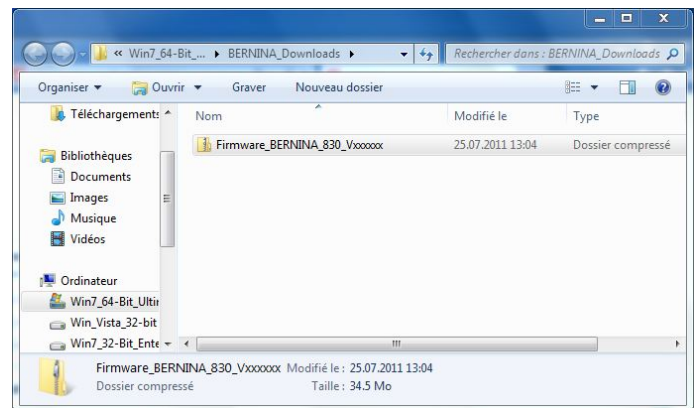 « Win7_64-Bit_... ▸ BERNINA_Downloads ▸
Rechercher dans : BERNINA_Downloads
Organiser Ouvrir Graver Nouveau dossier
Téléchargements
Nom Modifié le Type
Firmware_BERNINA_830_Vxxxxxx 25.07.2011 13:04 Dossier compressé
Bibliothèques
Documents
Images
Musique
Vidéos
Ordinateur
Win7_64-Bit_Ultir
Win_Vista_32-bit
Win7_32-Bit_Ente
Firmware_BERNINA_830_Vxxxxxx Modifié le : 25.07.2011 13:04
Dossier compressé Taille : 34.5 Mo